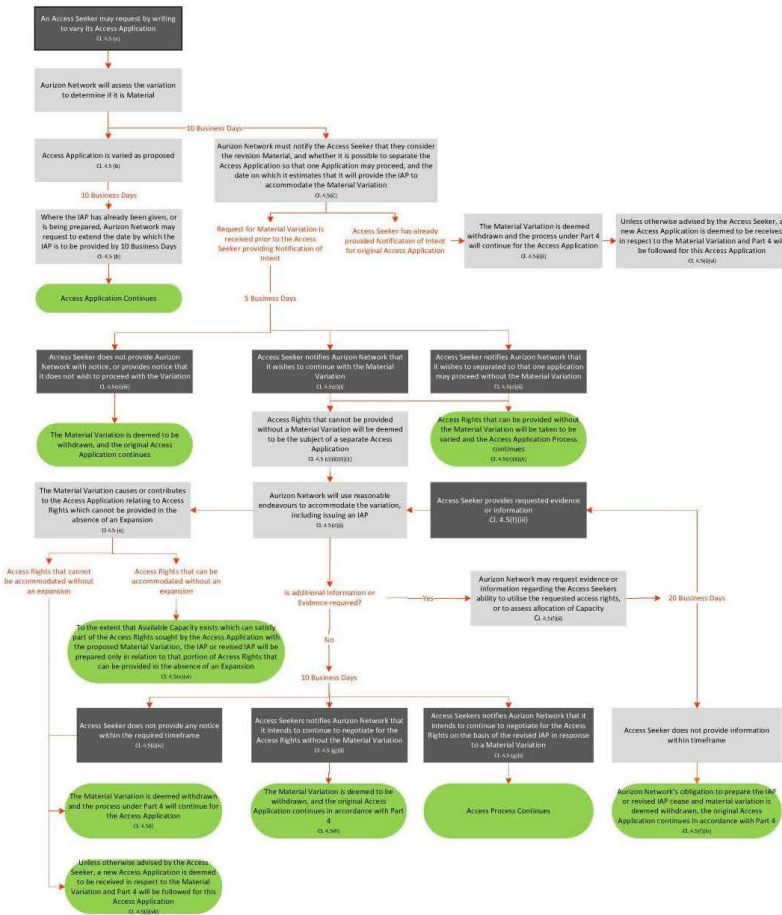 An Access Seeker may request by writing
to vary its Access Application
Cl. 4.5 (a)
Aurizon Network will assess the variation
to determine if it is Material
10 Business Days
Access Application is varied as proposed
Cl. 4.5 (b)
Aurizon Network must notify the Access Seeker that they consider
the revision Material, and whether it is possible to separate the
Access Application so that one Application may proceed, and the
date on which it estimates that it will provide the IAP to
accommodate the Material Variation
Cl. 4.5(c)
10 Business Days
Where the IAP has already been given, or
is being prepared, Aurizon Network may
request to extend the date by which the
IAP is to be provided by 10 Business Days
Cl. 4.5 (b)
Request for Material Variation is
received prior to the Access
Seeker providing Notification of
Intent
Access Seeker has already
provided Notification of Intent
for original Access Application
The Material Variation is deemed
withdrawn and the process under Part 4
will continue for the Access Application
Unless otherwise advised by the Access Seeker, a
new Access Application is deemed to be received
in respect to the Material Variation and Part 4 will
be followed for this Access Application
Access Application Continues
5 Business Days
Access Seeker does not provide Aurizon
Network with notice, or provides notice that
it does not wish to proceed with the Variation
Access Seeker notifies Aurizon Network that
it wishes to continue with the Material
Variation
Access Seeker notifies Aurizon Network that
it wishes to separated so that one application
may proceed without the Material Variation
The Material Variation is deemed to be
withdrawn, and the original Access
Application continues
Access Rights that cannot be provided
without a Material Variation will be deemed
to be the subject of a separate Access
Application
Access Rights that can be provided without
the Material Variation will be taken to be
varied and the Access Application Process
continues
The Material Variation causes or contributes
to the Access Application relating to Access
Rights which cannot be provided in the
absence of an Expansion
Cl 4.5 (e)
Aurizon Network will use reasonable
endeavours to accommodate the variation,
including issuing an IAP
Access Seeker provides requested evidence
or information
Cl. 4.5(f)(iii)
Access Rights that cannot
be accommodated without
an expansion
Access Rights that can be
accommodated without an
expansion
Is additional Information or
Evidence required?
Yes
Aurizon Network may request evidence or
information regarding the Access Seekers
ability to utilise the requested access rights,
or to assess allocation of Capacity
20 Business Days
To the extent that Available Capacity exists which can satisfy
part of the Access Rights sought by the Access Application with
the proposed Material Variation, the IAP or revised IAP will be
prepared only in relation to that portion of Access Rights that
can be provided in the absence of an Expansion
No
10 Business Days
Access Seeker does not provide any notice
within the required timeframe
Access Seekers notifies Aurizon Network that it
intends to continue to negotiate for the
Access Rights without the Material Variation
Cl. 4.5 (g)(ii)
Access Seekers notifies Aurizon Network that it
intends to continue to negotiate for the Access
Rights on the basis of the revised IAP in response
to a Material Variation
Cl. 4.5 (g)(i)
Access Seeker does not provide information
within timeframe
The Material Variation is deemed withdrawn
and the process under Part 4 will continue for
the Access Application
The Material Variation is deemed to be
withdrawn, and the original Access
Application continues in accordance with Part
4
Cl. 4.5(h)
Access Process Continues
Aurizon Network's obligation to prepare the IAP
or revised IAP cease and material variation is
deemed withdrawn, the original Access
Application continues in accordance with Part 4
Cl. 4.5(f)(iv)
Unless otherwise advised by the Access
Seeker, a new Access Application is deemed
to be received in respect to the Material
Variation and Part 4 will be followed for this
Access Application